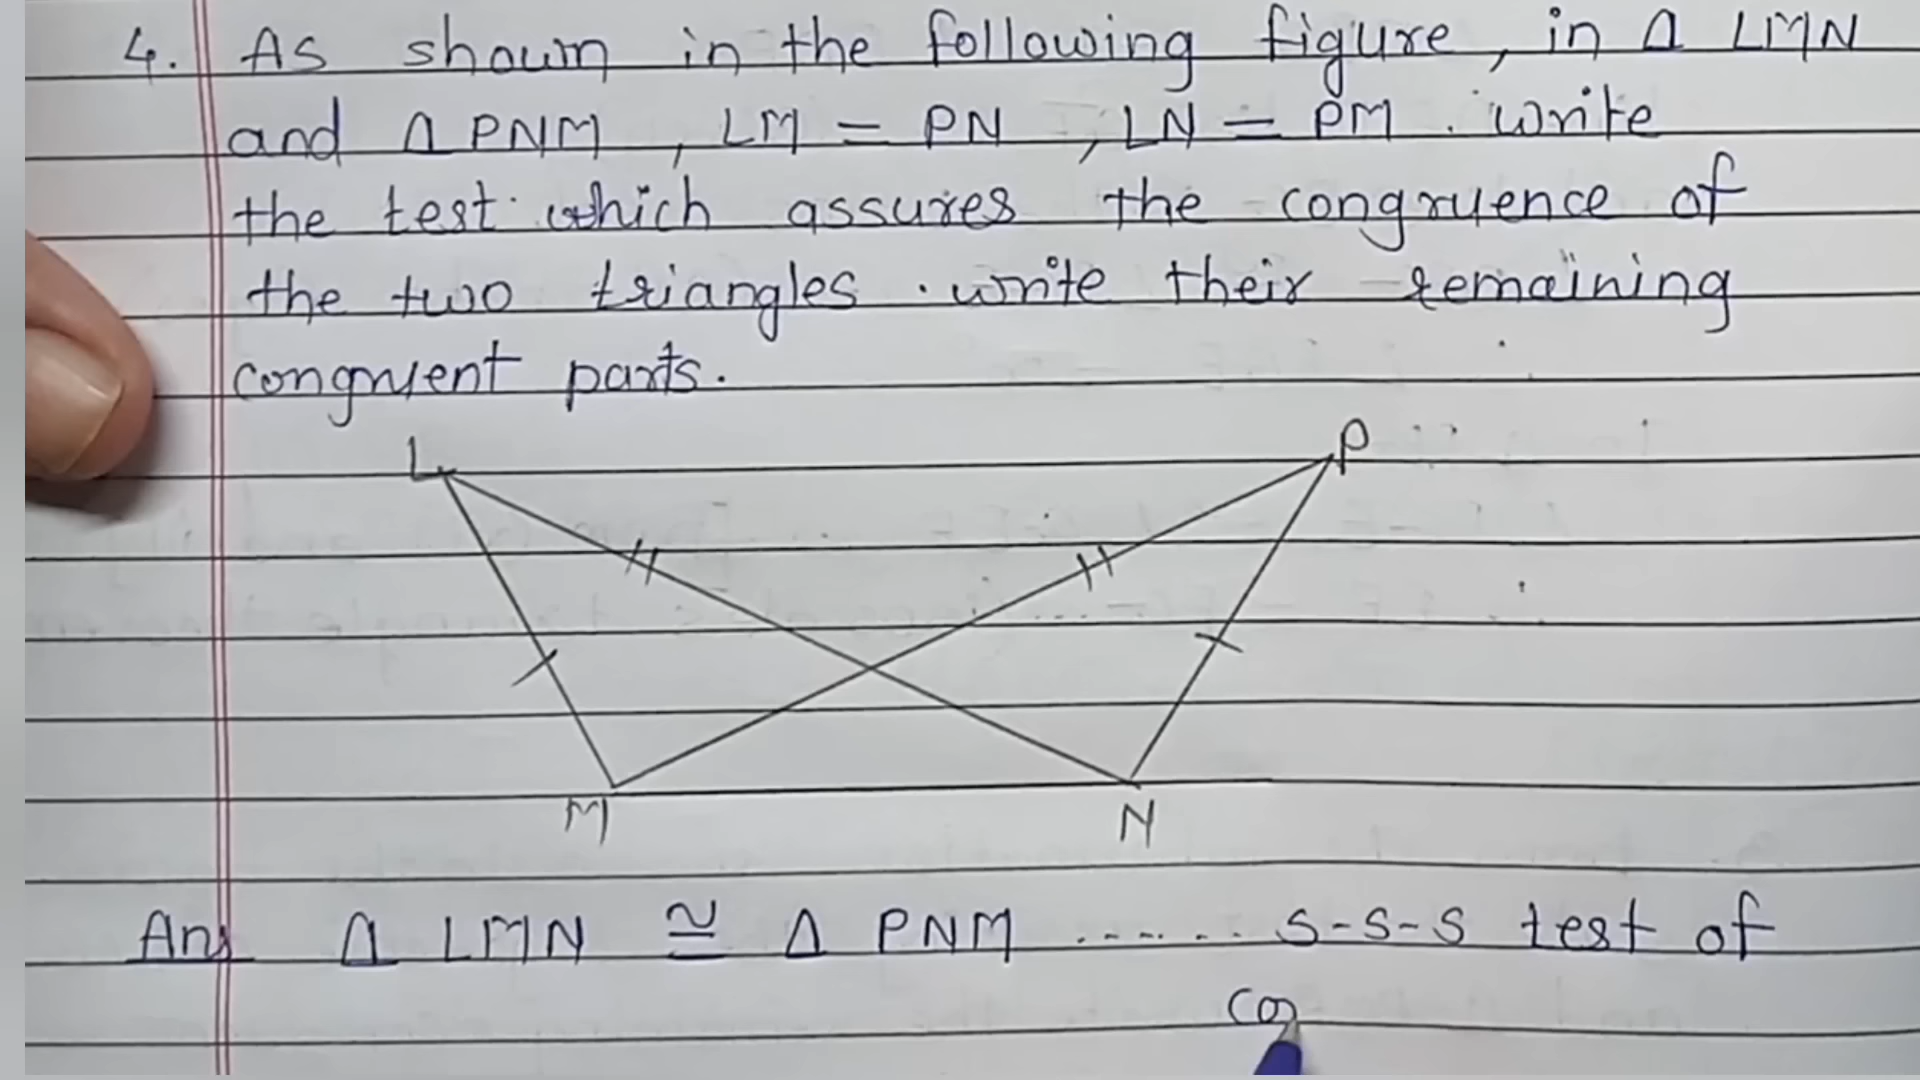 4. As shown in the following figure, in Δ LMN
and Δ PNM, LM = PN, LN = PM. write
the test which assures the congruence of
the two triangles. write their remaining
congruent parts.
L P
M N
Ans Δ LMN ≅ Δ PNM ...... S-S-S test of
con